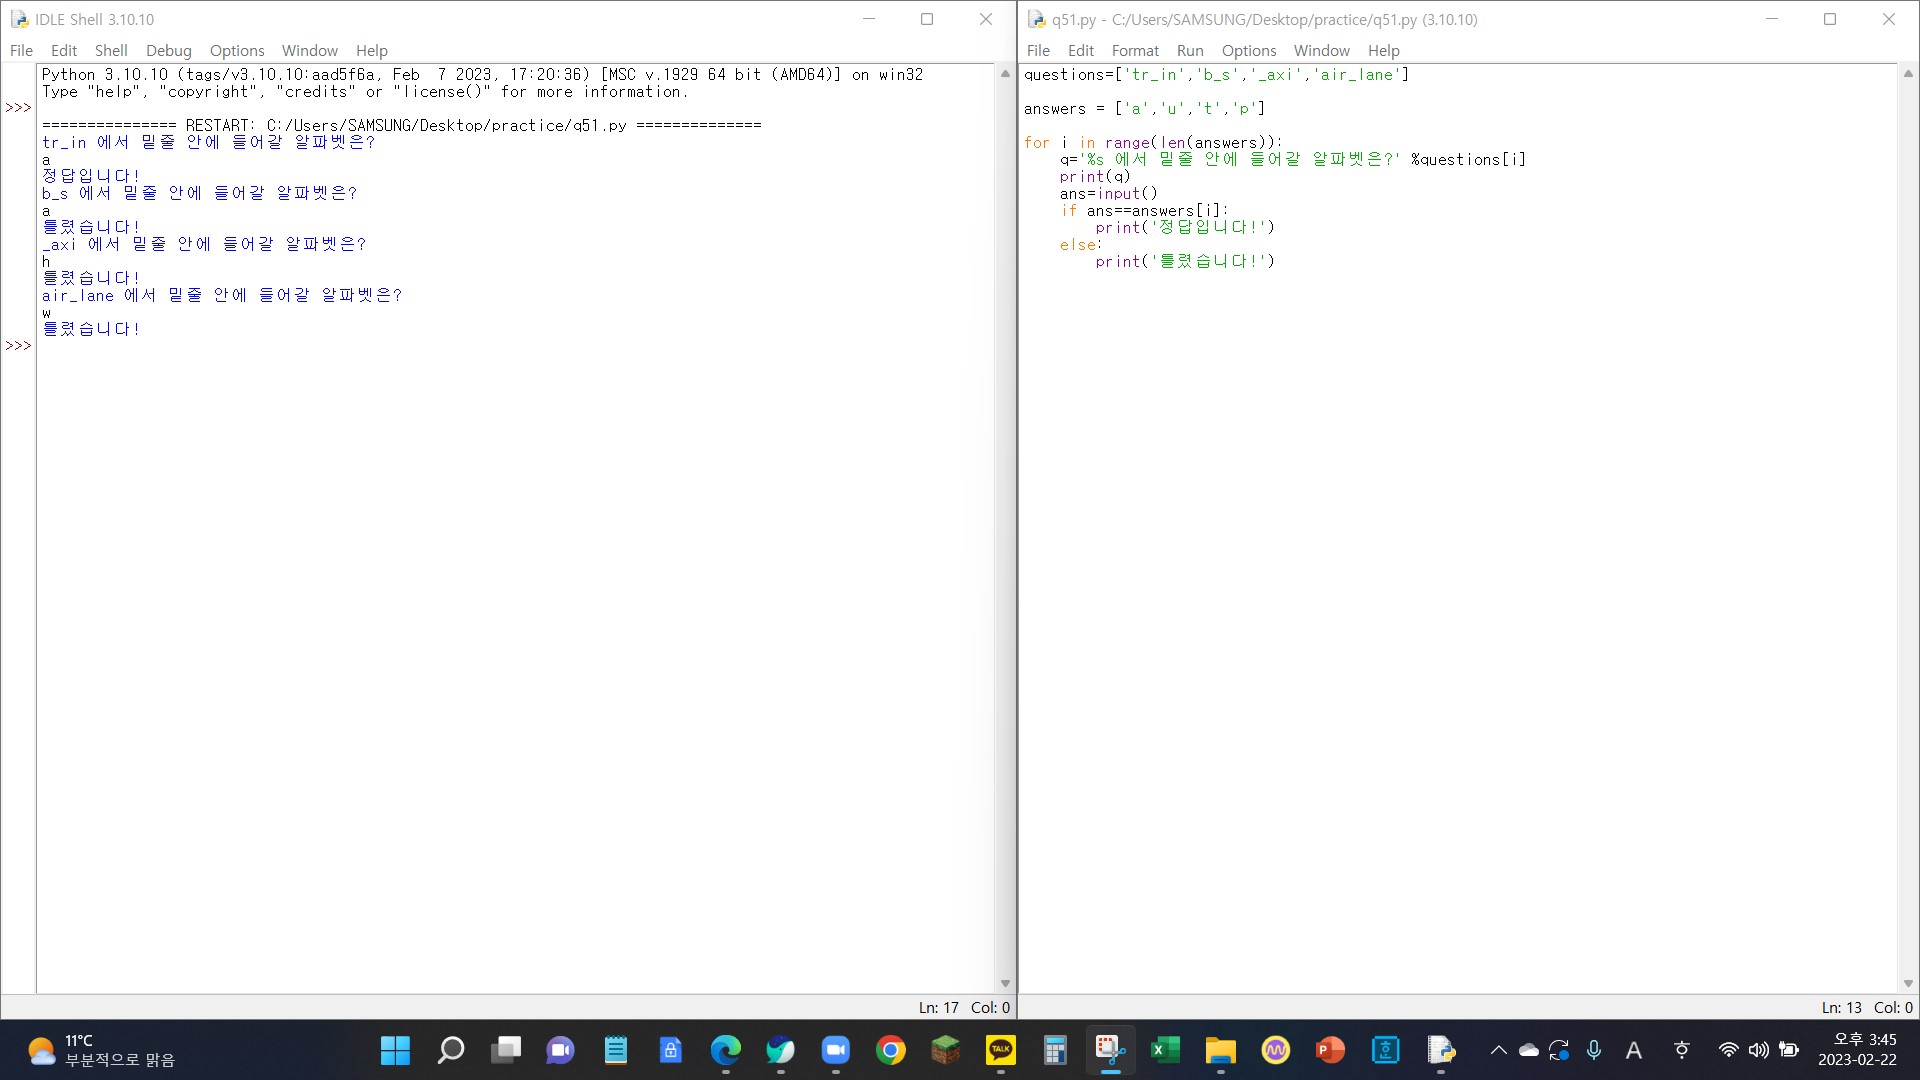 IDLE Shell 3.10.10
File Edit Shell Debug Options Window Help
Python 3.10.10 (tags/v3.10.10:aad5f6a, Feb  7 2023, 17:20:36) [MSC v.1929 64 bit (AMD64)] on win32
Type "help", "copyright", "credits" or "license()" for more information.
>>>
=============== RESTART: C:/Users/SAMSUNG/Desktop/practice/q51.py ==============
tr_in 에서 밑줄 안에 들어갈 알파벳은?
a
정답입니다!
b_s 에서 밑줄 안에 들어갈 알파벳은?
a
틀렸습니다!
_axi 에서 밑줄 안에 들어갈 알파벳은?
h
틀렸습니다!
air_lane 에서 밑줄 안에 들어갈 알파벳은?
w
틀렸습니다!
>>>
Ln: 17 Col: 0
q51.py - C:/Users/SAMSUNG/Desktop/practice/q51.py (3.10.10)
File Edit Format Run Options Window Help
questions=['tr_in','b_s','_axi','air_lane']
answers = ['a','u','t','p']
for i in range(len(answers)):
    q='%s 에서 밑줄 안에 들어갈 알파벳은?' %questions[i]
    print(q)
    ans=input()
    if ans==answers[i]:
        print('정답입니다!')
    else:
        print('틀렸습니다!')
Ln: 13 Col: 0
11°C
부분적으로 맑음
TALK
A
오후 3:45
2023-02-22